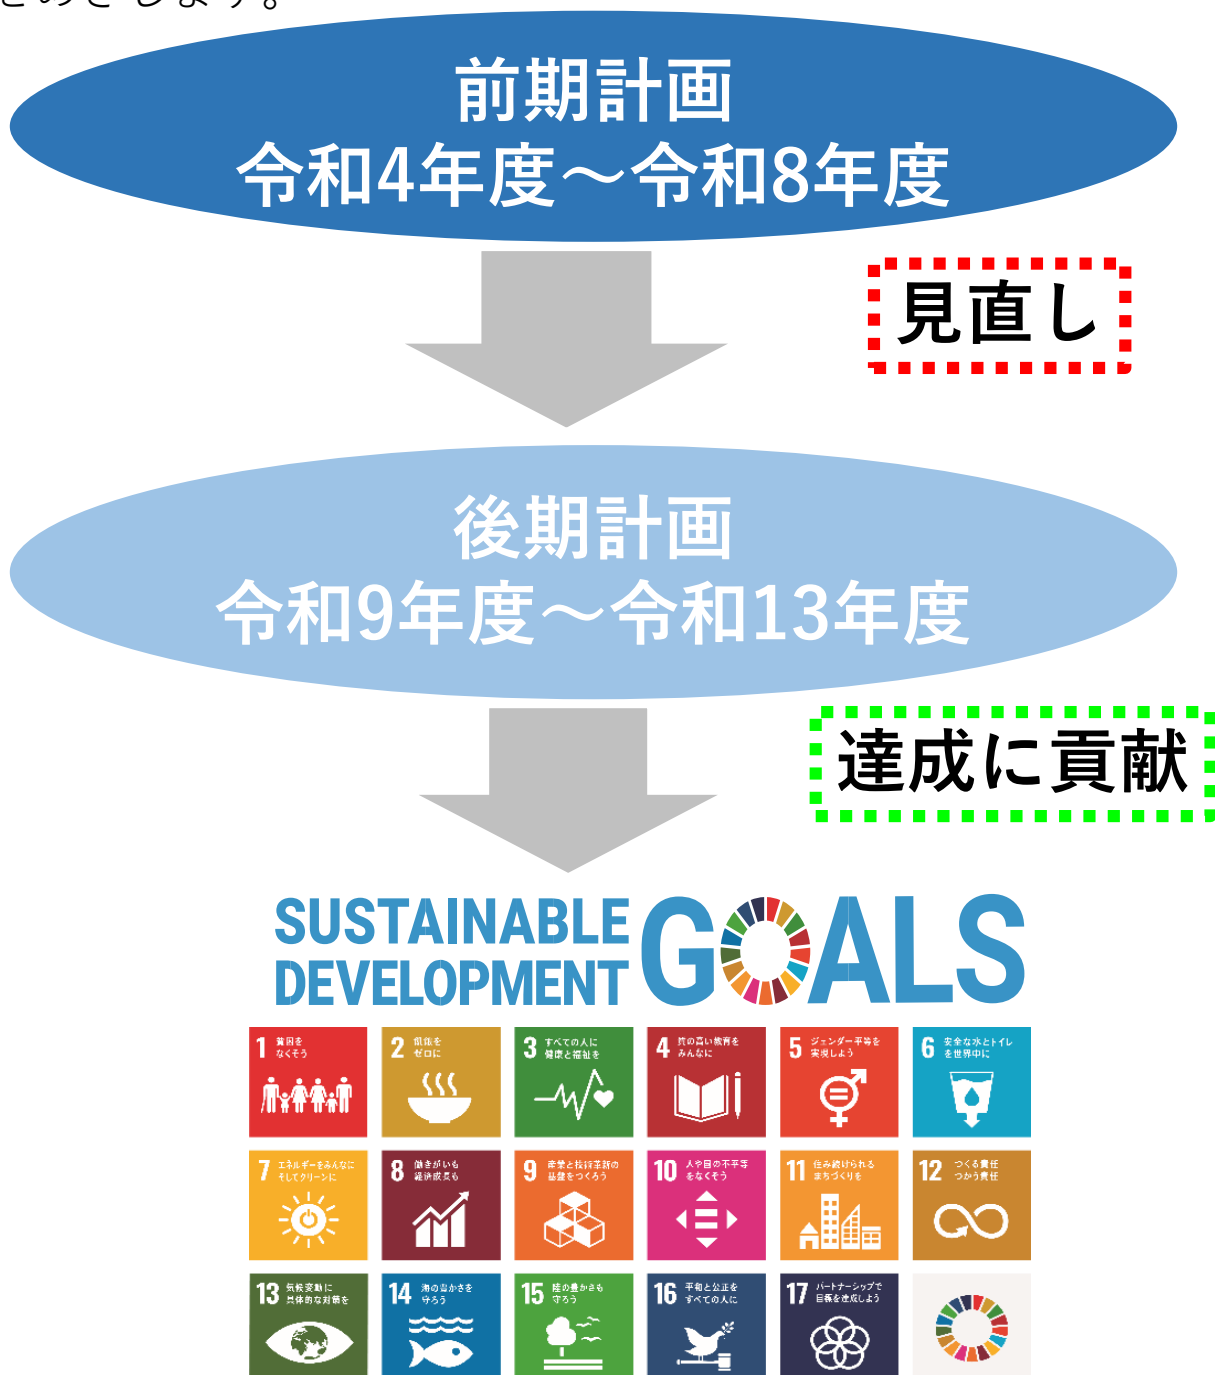 をめざします。
前期計画
令和4年度～令和8年度
見直し
後期計画
令和9年度～令和13年度
達成に貢献
SUSTAINABLE
DEVELOPMENT
GOALS
1 貧困を
なくそう
2 飢餓を
ゼロに
3 すべての人に
健康と福祉を
4 質の高い教育を
みんなに
5 ジェンダー平等を
実現しよう
6 安全な水とトイレ
を世界中に
7 エネルギーをみんなに
そしてクリーンに
8 働きがいも
経済成長も
9 産業と技術革新の
基盤をつくろう
10 人や国の不平等
をなくそう
11 住み続けられる
まちづくりを
12 つくる責任
つかう責任
13 気候変動に
具体的な対策を
14 海の豊かさを
守ろう
15 陸の豊かさも
守ろう
16 平和と公正を
すべての人に
17 パートナーシップで
目標を達成しよう